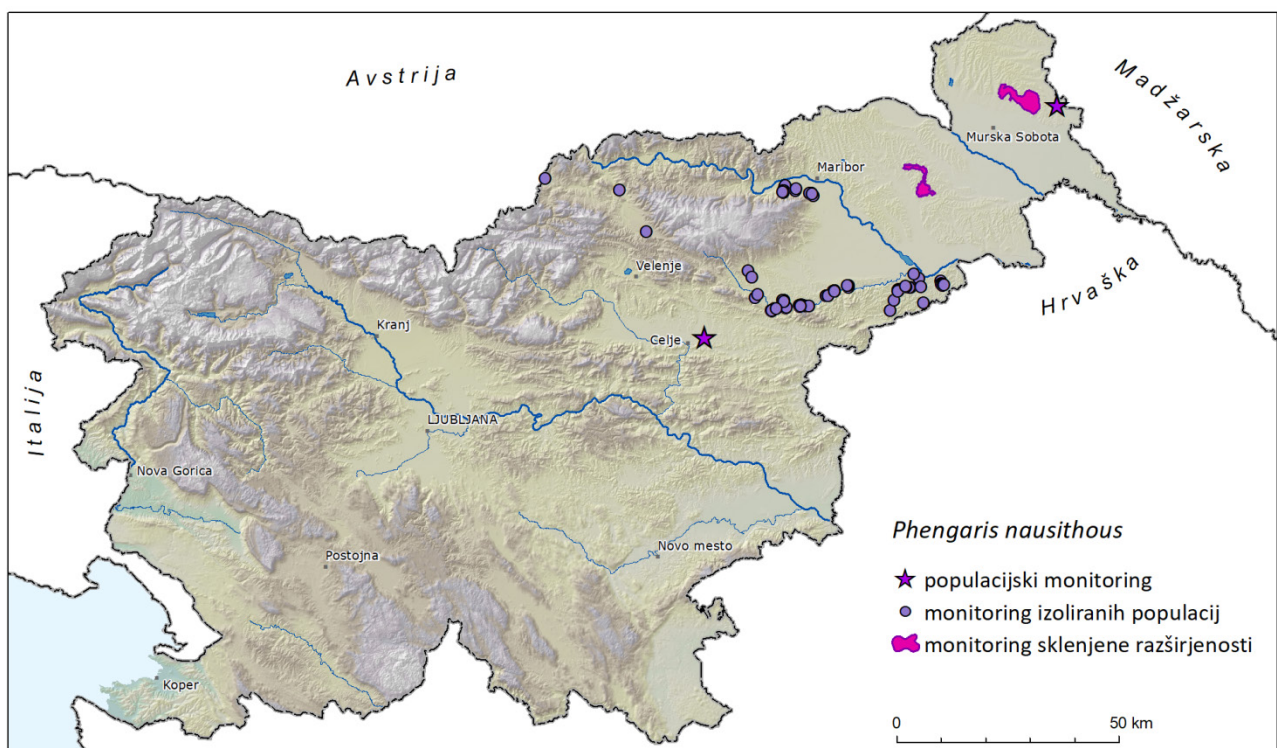 Avstrija
Madžarska
Murska Sobota
Maribor
Velenje
Hrvaška
Kranj
Celje
Italija
LJUBLJANA
Nova Gorica
Postojna
Novo mesto
Koper
Phengaris nausithous
populacijski monitoring
monitoring izoliranih populacij
monitoring sklenjene razširjenosti
0 50 km